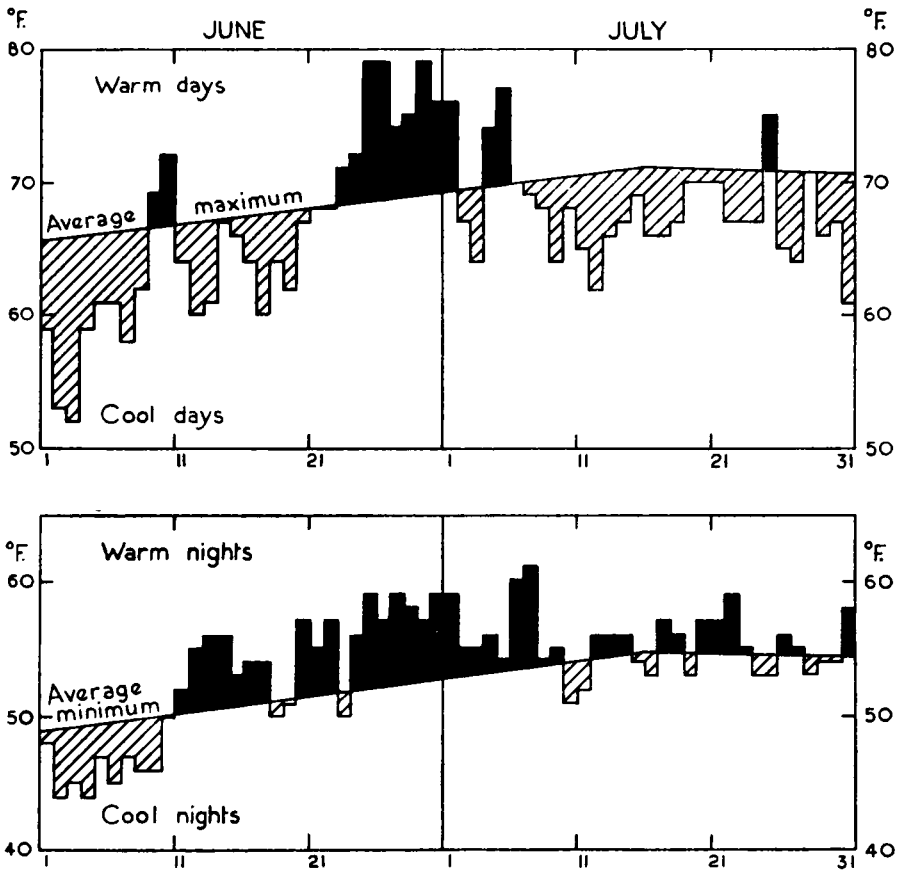 °F. JUNE JULY °F.
80 80
Warm days
70 70
Average maximum
60 60
Cool days
50 50
1 11 21 1 11 21 31
°F. Warm nights °F.
60 60
Average
minimum
50 50
Cool nights
40 40
1 11 21 1 11 21 31